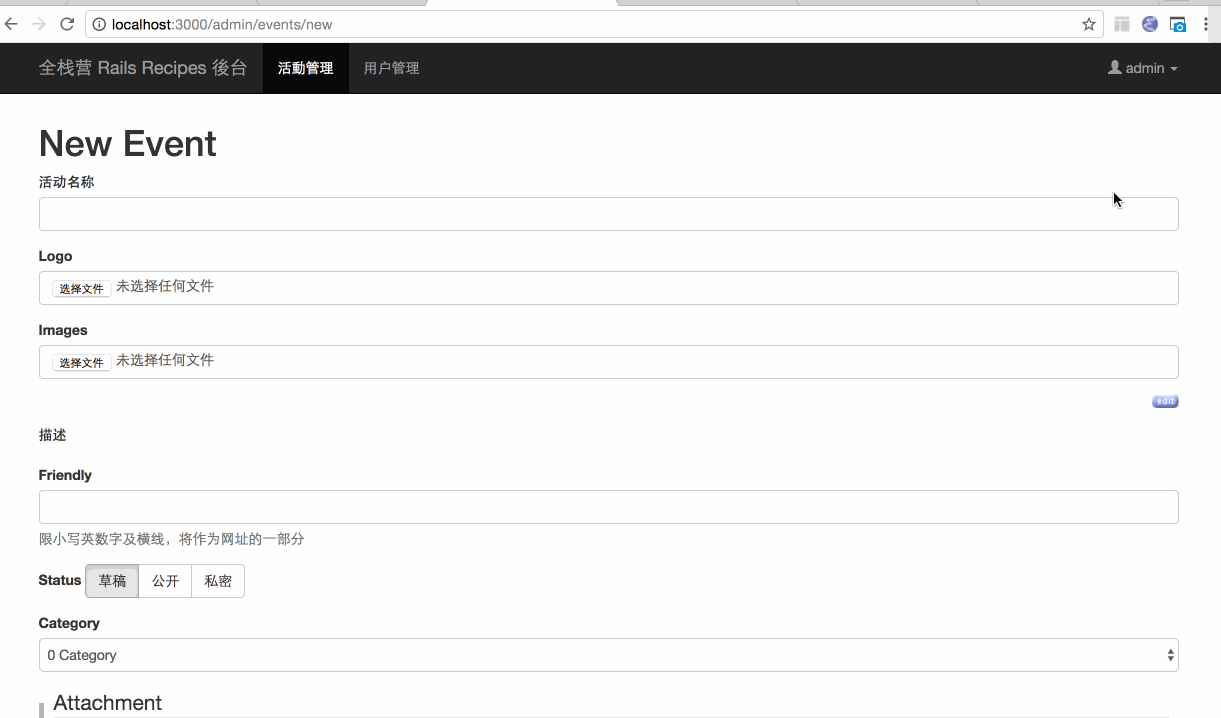 localhost:3000/admin/events/new
全栈营 Rails Recipes 後台 活動管理 用户管理 admin
New Event
活动名称
Logo
选择文件 未选择任何文件
Images
选择文件 未选择任何文件
edit
描述
Friendly
限小写英数字及横线，将作为网址的一部分
Status 草稿 公开 私密
Category
0 Category
Attachment